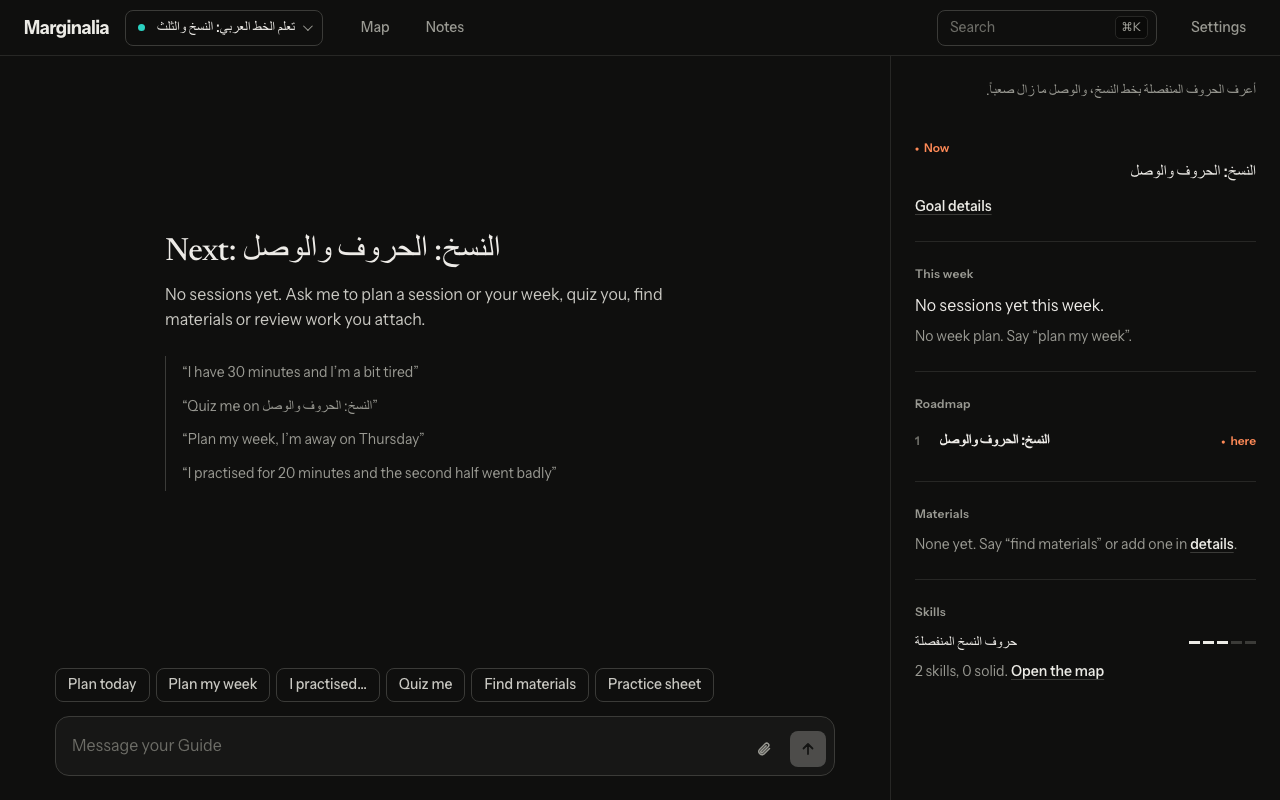 Marginalia
تعلم الخط العربي: النسخ والثلث
Map
Notes
Search
⌘K
Settings
Next: النسخ: الحروف والوصل
No sessions yet. Ask me to plan a session or your week, quiz you, find
materials or review work you attach.
“I have 30 minutes and I’m a bit tired”
“Quiz me on النسخ: الحروف والوصل”
“Plan my week, I’m away on Thursday”
“I practised for 20 minutes and the second half went badly”
Plan today
Plan my week
I practised…
Quiz me
Find materials
Practice sheet
Message your Guide
أعرف الحروف المنفصلة بخط النسخ، والوصل ما زال صعباً.
• Now
النسخ: الحروف والوصل
Goal details
This week
No sessions yet this week.
No week plan. Say “plan my week”.
Roadmap
1 النسخ: الحروف والوصل • here
Materials
None yet. Say “find materials” or add one in details.
Skills
حروف النسخ المنفصلة
2 skills, 0 solid. Open the map